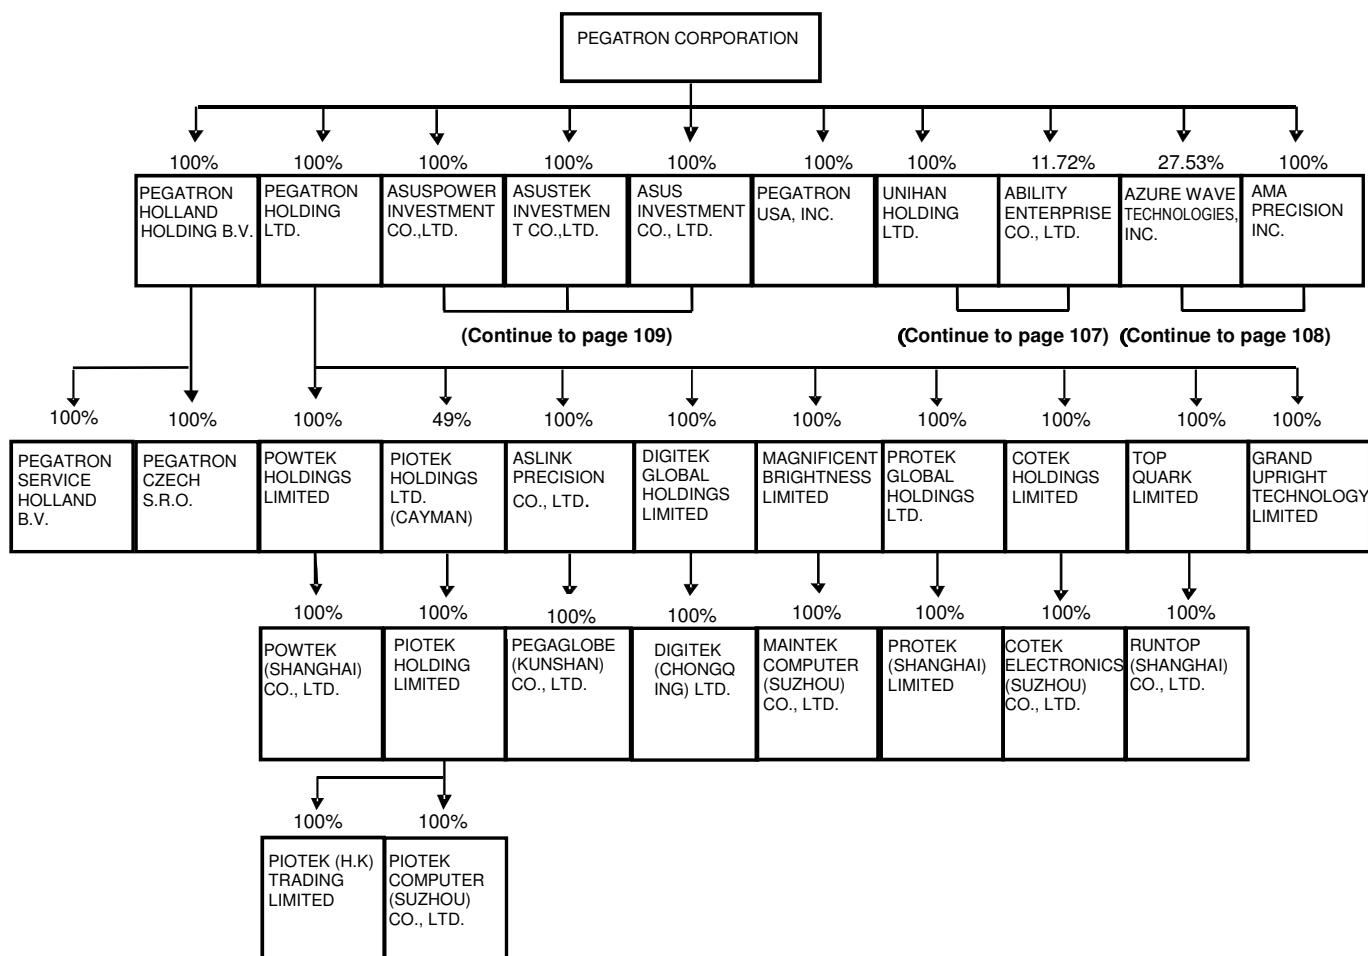 PEGATRON CORPORATION
100%
100%
100%
100%
100%
100%
100%
11.72%
27.53%
100%
PEGATRON
HOLLAND
HOLDING B.V.
PEGATRON
HOLDING
LTD.
ASUSPOWER
INVESTMENT
CO.,LTD.
ASUSTEK
INVESTMEN
T CO.,LTD.
ASUS
INVESTMENT
CO., LTD.
PEGATRON
USA, INC.
UNIHAN
HOLDING
LTD.
ABILITY
ENTERPRISE
CO., LTD.
AZURE WAVE
TECHNOLOGIES,
INC.
AMA
PRECISION
INC.
(Continue to page 109)
(Continue to page 107)
(Continue to page 108)
100%
100%
100%
49%
100%
100%
100%
100%
100%
100%
100%
PEGATRON
SERVICE
HOLLAND
B.V.
PEGATRON
CZECH
S.R.O.
POWTEK
HOLDINGS
LIMITED
PIOTEK
HOLDINGS
LTD.
(CAYMAN)
ASLINK
PRECISION
CO., LTD.
DIGITEK
GLOBAL
HOLDINGS
LIMITED
MAGNIFICENT
BRIGHTNESS
LIMITED
PROTEK
GLOBAL
HOLDINGS
LTD.
COTEK
HOLDINGS
LIMITED
TOP
QUARK
LIMITED
GRAND
UPRIGHT
TECHNOLOGY
LIMITED
100%
100%
100%
100%
100%
100%
100%
100%
POWTEK
(SHANGHAI)
CO., LTD.
PIOTEK
HOLDING
LIMITED
PEGAGLOBE
(KUNSHAN)
CO., LTD.
DIGITEK
(CHONGQ
ING) LTD.
MAINTEK
COMPUTER
(SUZHOU)
CO., LTD.
PROTEK
(SHANGHAI)
LIMITED
COTEK
ELECTRONICS
(SUZHOU)
CO., LTD.
RUNTOP
(SHANGHAI)
CO., LTD.
100%
100%
PIOTEK (H.K)
TRADING
LIMITED
PIOTEK
COMPUTER
(SUZHOU)
CO., LTD.